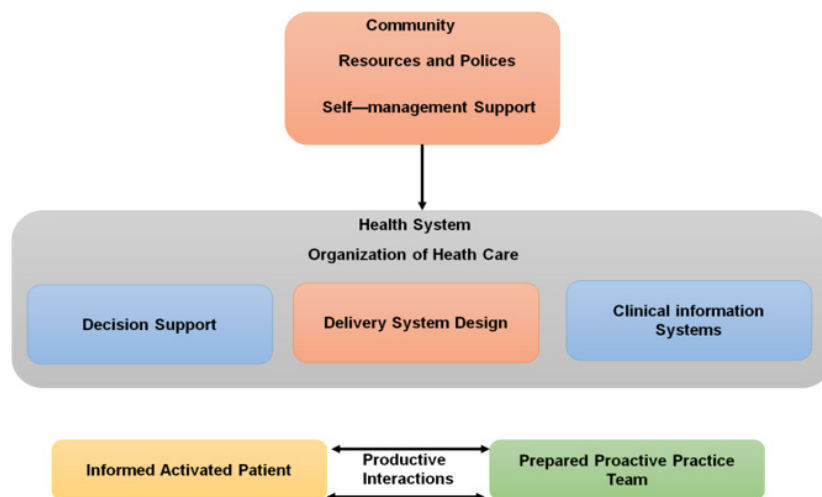 Community
Resources and Polices
Self—management Support
Health System
Organization of Heath Care
Decision Support
Delivery System Design
Clinical information
Systems
Informed Activated Patient
Productive
Interactions
Prepared Proactive Practice
Team